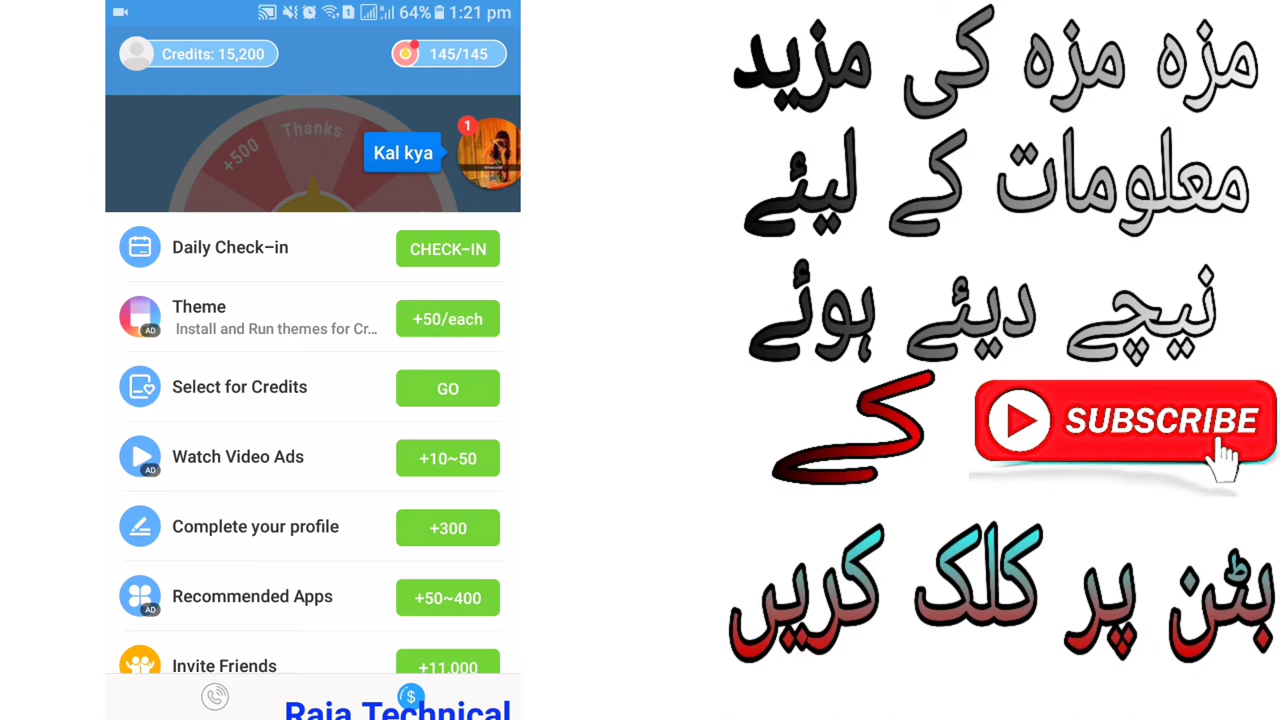 64% 1:21 pm
Credits: 15,200
145/145
+500
Thanks
Kal kya
1
Daily Check-in
CHECK-IN
Theme
AD
Install and Run themes for Cr...
+50/each
Select for Credits
GO
Watch Video Ads
AD
+10~50
Complete your profile
+300
Recommended Apps
AD
+50~400
Invite Friends
+11,000
Raja Technical
مزہ مزہ کی مزید
معلومات کے لیئے
نیچے دیئے ہوئے
SUBSCRIBE کے
بٹن پر کلک کریں